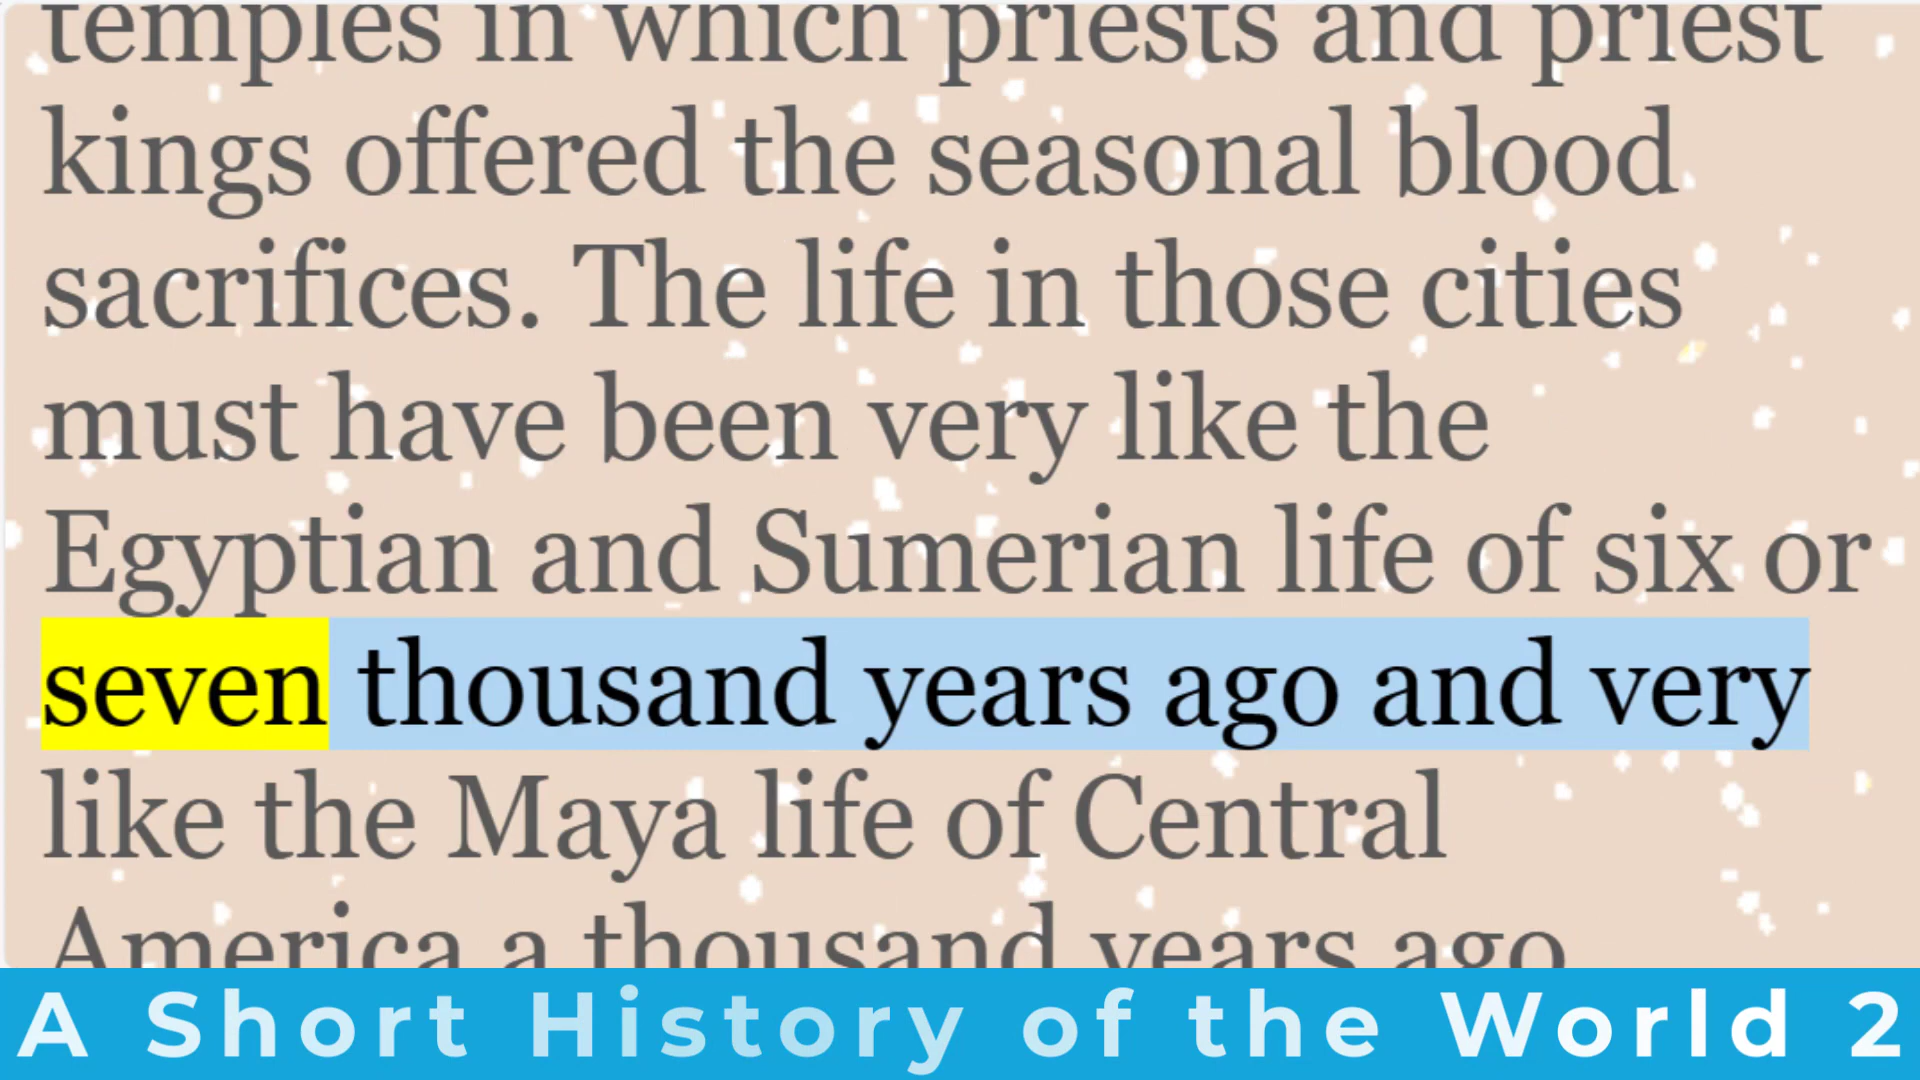 temples in which priests and priest
kings offered the seasonal blood
sacrifices. The life in those cities
must have been very like the
Egyptian and Sumerian life of six or
seven thousand years ago and very
like the Maya life of Central
America a thousand years ago
A Short History of the World 2